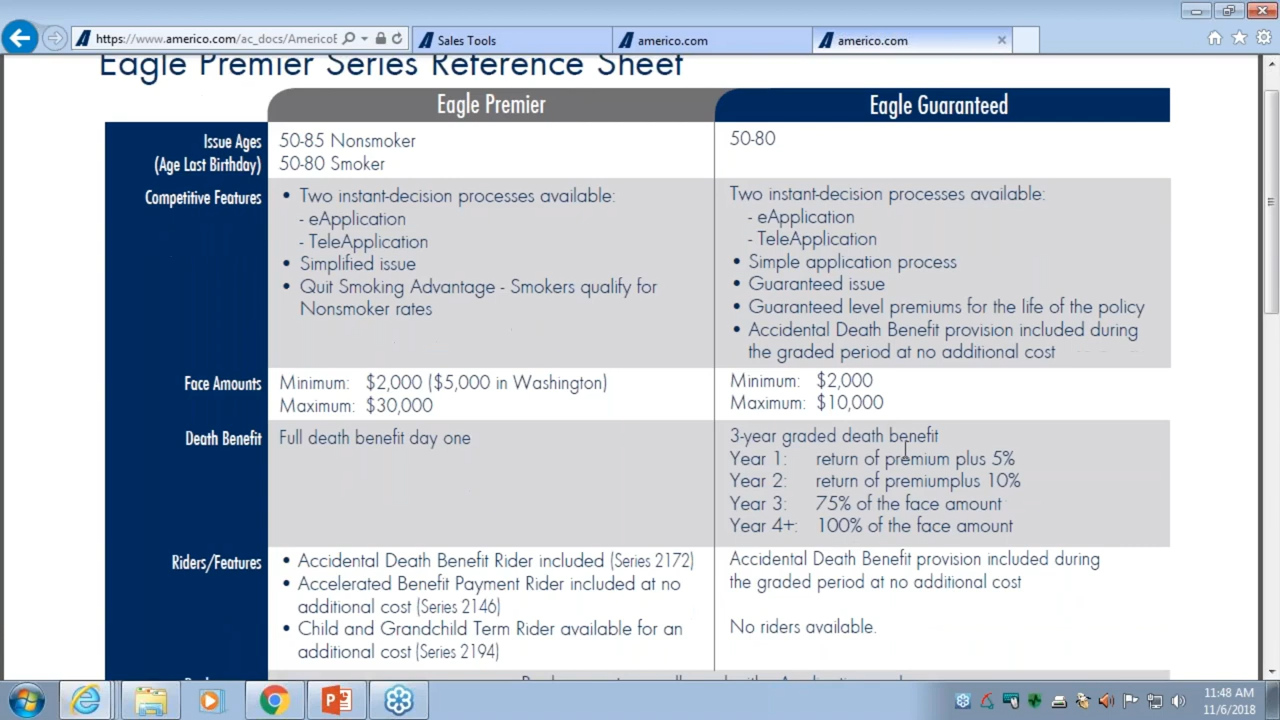 https://www.americo.com/ac_docs/Americo
Sales Tools
americo.com
americo.com
Eagle Premier Series Reference Sheet
Eagle Premier
Eagle Guaranteed
Issue Ages
(Age Last Birthday)
50-85 Nonsmoker
50-80 Smoker
50-80
Competitive Features
• Two instant-decision processes available:
- eApplication
- TeleApplication
• Simplified issue
• Quit Smoking Advantage - Smokers qualify for
Nonsmoker rates
Two instant-decision processes available:
- eApplication
- TeleApplication
• Simple application process
• Guaranteed issue
• Guaranteed level premiums for the life of the policy
• Accidental Death Benefit provision included during
the graded period at no additional cost
Face Amounts
Minimum: $2,000 ($5,000 in Washington)
Maximum: $30,000
Minimum: $2,000
Maximum: $10,000
Death Benefit
Full death benefit day one
3-year graded death benefit
Year 1: return of premium plus 5%
Year 2: return of premiumplus 10%
Year 3: 75% of the face amount
Year 4+: 100% of the face amount
Riders/Features
• Accidental Death Benefit Rider included (Series 2172)
• Accelerated Benefit Payment Rider included at no
additional cost (Series 2146)
• Child and Grandchild Term Rider available for an
additional cost (Series 2194)
Accidental Death Benefit provision included during
the graded period at no additional cost
No riders available.
11:48 AM
11/6/2018